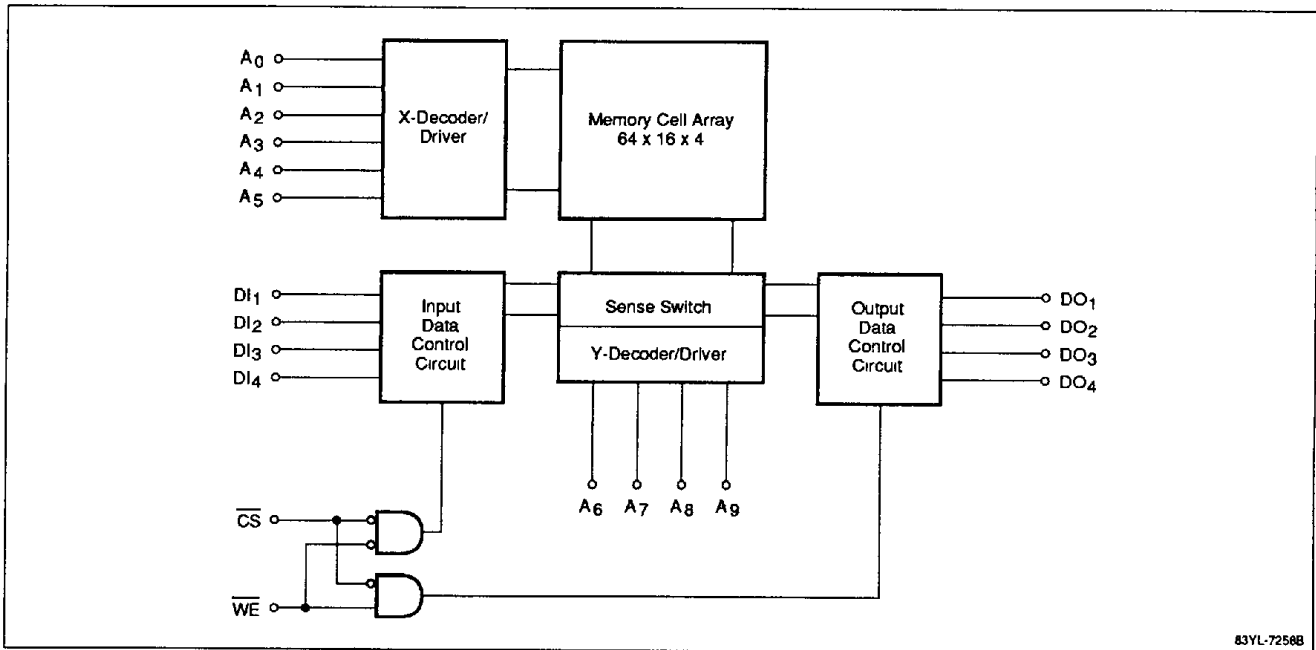 A0
A1
A2
A3
A4
A5
X-Decoder/
Driver
Memory Cell Array
64 x 16 x 4
DI1
DI2
DI3
DI4
Input
Data
Control
Circuit
Sense Switch
Y-Decoder/Driver
Output
Data
Control
Circuit
DO1
DO2
DO3
DO4
A6 A7 A8 A9
C̅S̅
W̅E̅
83YL-7256B